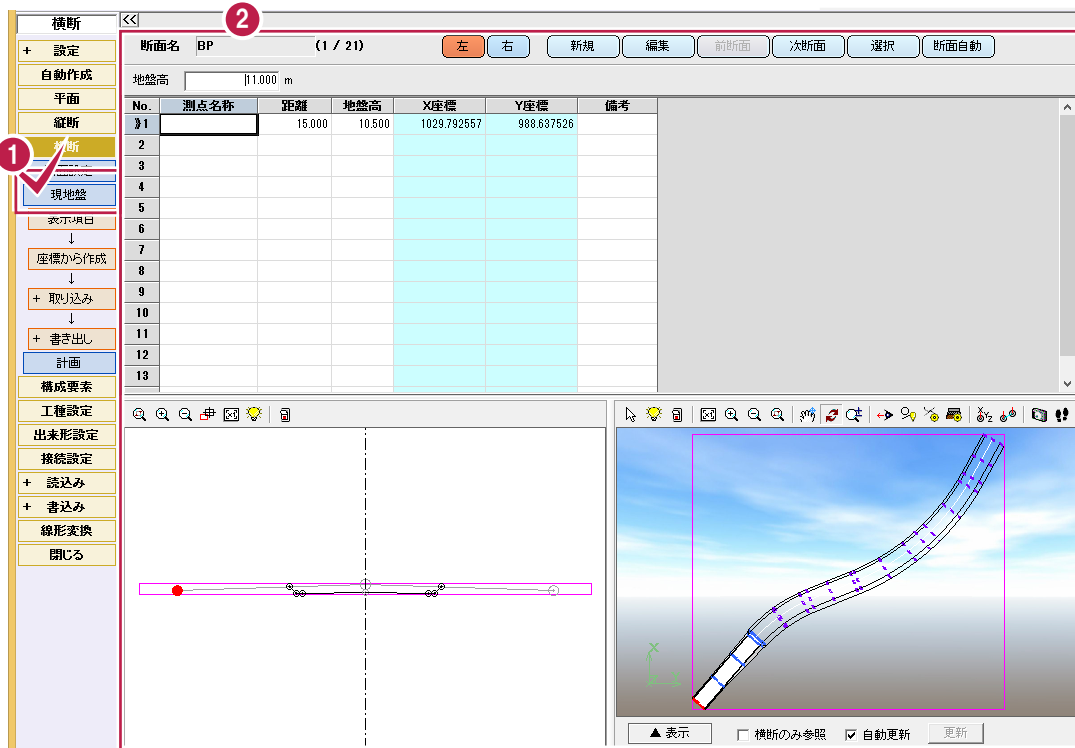 横断
<<
2
+ 設定
自動作成
平面
縦断
断
1
現地盤
表示項目
↓
座標から作成
↓
+ 取り込み
↓
+ 書き出し
計画
構成要素
工種設定
出来形設定
接続設定
+ 読込み
+ 書込み
線形変換
閉じる
断面名 BP (1 / 21) 左 右 新規 編集 前断面 次断面 選択 断面自動
地盤高 11.000 m
No. 測点名称 距離 地盤高 X座標 Y座標 備考
1 15.000 10.500 1029.792557 988.637526
2
3
4
5
6
7
8
9
10
11
12
13
X
Y
▲ 表示 横断のみ参照 自動更新 更新